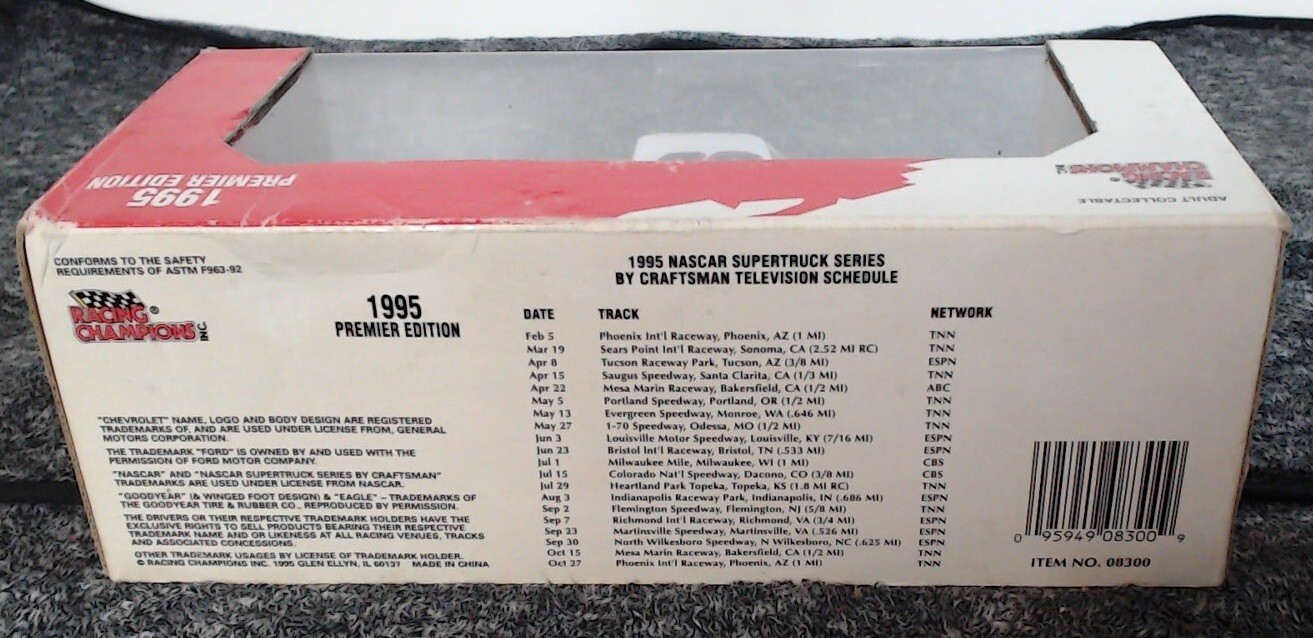 1995
PREMIER EDITION
RACING
CHAMPIONS INC.
ADULT COLLECTABLE
CONFORMS TO THE SAFETY
REQUIREMENTS OF ASTM F963-92
RACING®
CHAMPIONS INC.
1995
PREMIER EDITION
"CHEVROLET" NAME, LOGO AND BODY DESIGN ARE REGISTERED
TRADEMARKS OF, AND ARE USED UNDER LICENSE FROM, GENERAL
MOTORS CORPORATION.
THE TRADEMARK "FORD" IS OWNED BY AND USED WITH THE
PERMISSION OF FORD MOTOR COMPANY.
"NASCAR" AND "NASCAR SUPERTRUCK SERIES BY CRAFTSMAN"
TRADEMARKS ARE USED UNDER LICENSE FROM NASCAR.
"GOODYEAR" (& WINGED FOOT DESIGN) & "EAGLE" – TRADEMARKS OF
THE GOODYEAR TIRE & RUBBER CO., REPRODUCED BY PERMISSION.
THE DRIVERS OR THEIR RESPECTIVE TRADEMARK HOLDERS HAVE THE
EXCLUSIVE RIGHTS TO SELL PRODUCTS BEARING THEIR RESPECTIVE
TRADEMARK NAME AND OR LIKENESS AT ALL RACING VENUES, TRACKS
AND ASSOCIATED CONCESSIONS.
OTHER TRADEMARK USAGES BY LICENSE OF TRADEMARK HOLDER.
© RACING CHAMPIONS INC. 1995 GLEN ELLYN, IL 60137 MADE IN CHINA
1995 NASCAR SUPERTRUCK SERIES
BY CRAFTSMAN TELEVISION SCHEDULE
DATE TRACK NETWORK
Feb 5 Phoenix Int'l Raceway, Phoenix, AZ (1 MI) TNN
Mar 19 Sears Point Int'l Raceway, Sonoma, CA (2.52 MI RC) TNN
Apr 8 Tucson Raceway Park, Tucson, AZ (3/8 MI) ESPN
Apr 15 Saugus Speedway, Santa Clarita, CA (1/3 MI) TNN
Apr 22 Mesa Marin Raceway, Bakersfield, CA (1/2 MI) ABC
May 5 Portland Speedway, Portland, OR (1/2 MI) TNN
May 13 Evergreen Speedway, Monroe, WA (.646 MI) TNN
May 27 1-70 Speedway, Odessa, MO (1/2 MI) TNN
Jun 3 Louisville Motor Speedway, Louisville, KY (7/16 MI) ESPN
Jun 23 Bristol Int'l Raceway, Bristol, TN (.533 MI) ESPN
Jul 1 Milwaukee Mile, Milwaukee, WI (1 MI) CBS
Jul 15 Colorado Nat'l Speedway, Dacono, CO (3/8 MI) CBS
Jul 29 Heartland Park Topeka, Topeka, KS (1.8 MI RC) TNN
Aug 3 Indianapolis Raceway Park, Indianapolis, IN (.686 MI) ESPN
Sep 2 Flemington Speedway, Flemington, NJ (5/8 MI) TNN
Sep 7 Richmond Int'l Raceway, Richmond, VA (3/4 MI) ESPN
Sep 23 Martinsville Speedway, Martinsville, VA (.526 MI) ESPN
Sep 30 North Wilkesboro Speedway, N Wilkesboro, NC (.625 MI) ESPN
Oct 15 Mesa Marin Raceway, Bakersfield, CA (1/2 MI) TNN
Oct 27 Phoenix Int'l Raceway, Phoenix, AZ (1 MI) TNN
0 95949 08300 9
ITEM NO. 08300